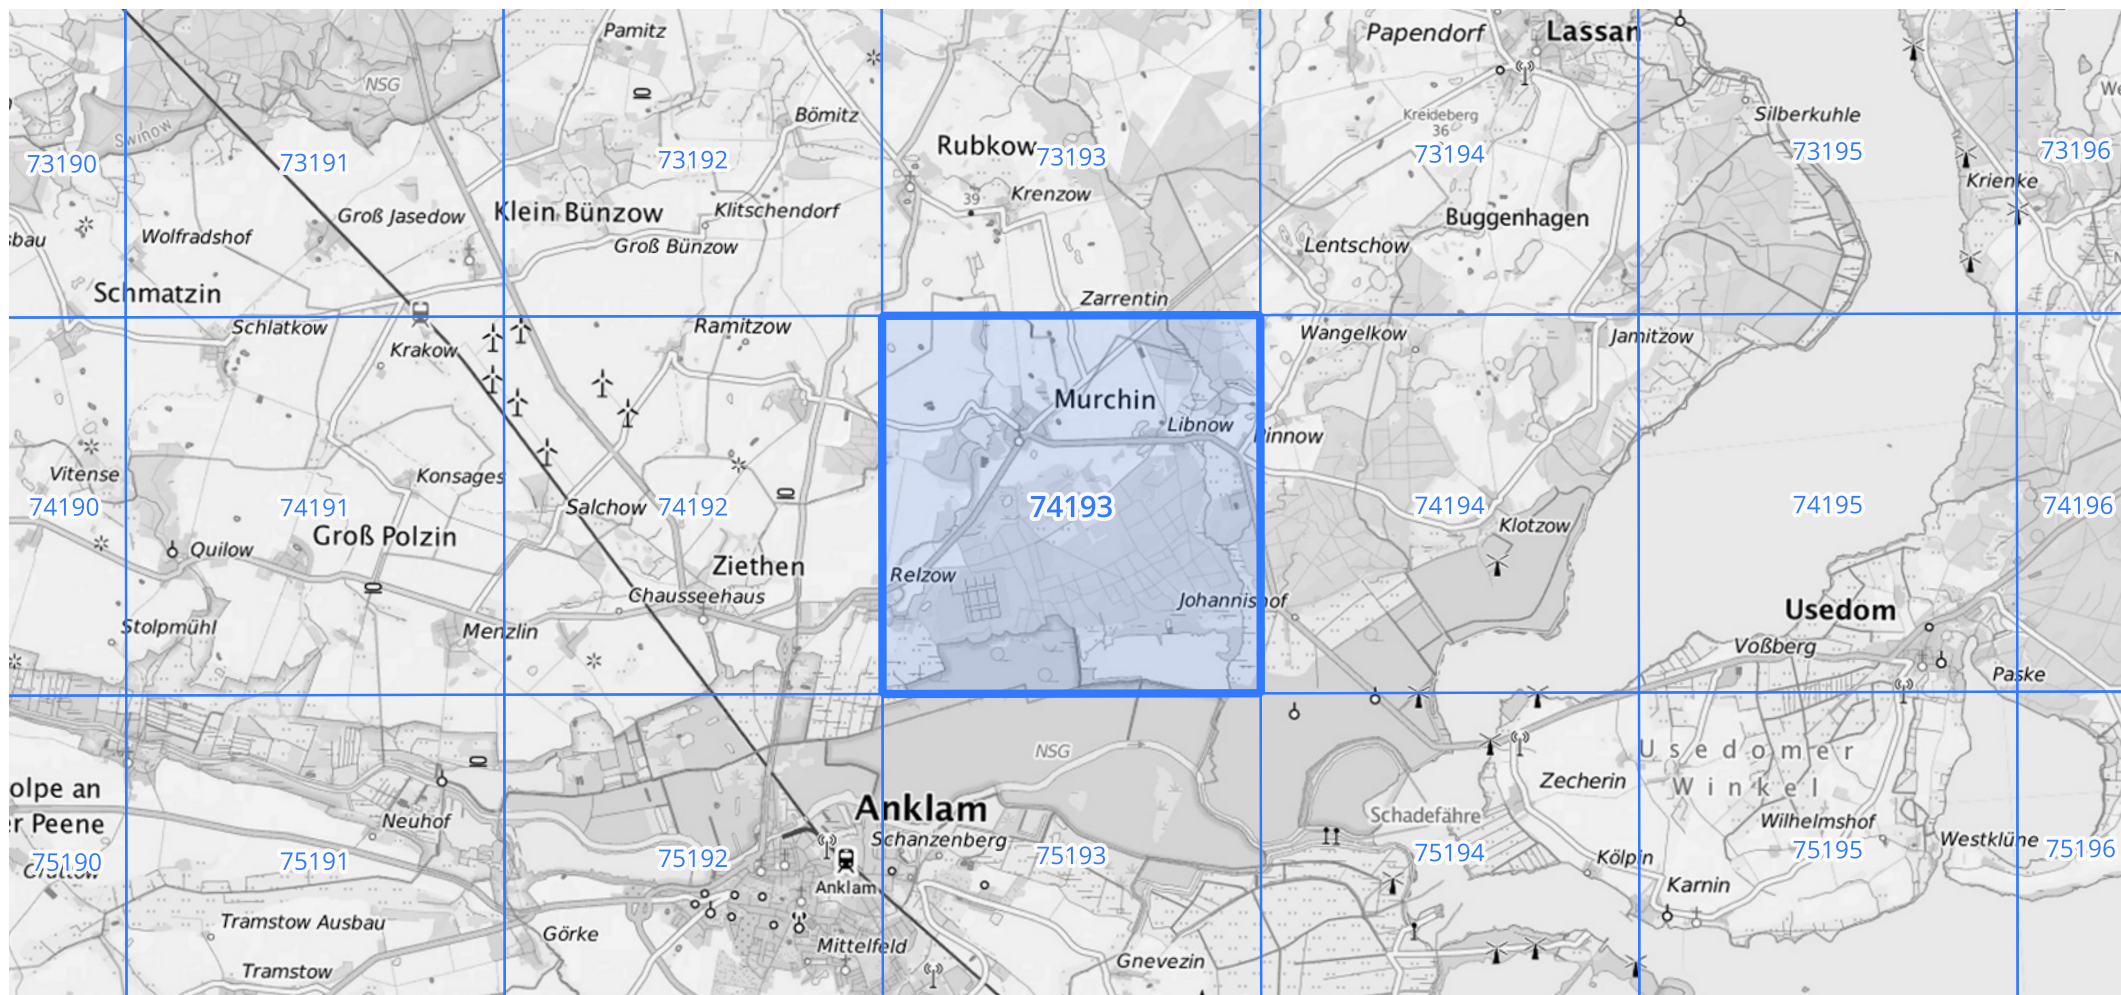 Pamitz
Papendorf
Lassan
NSG
Swinow
Bömitz
Kreideberg
36
Silberkuhle
We
73190
73191
73192
Rubkow
73193
73194
73195
73196
Krienke
Groß Jasedow
Klein Bünzow
Klitschendorf
39
Krenzow
Buggenhagen
sbau
Wolfradshof
Groß Bünzow
Lentschow
N
Schmatzin
Zarrentin
Schlatkow
Krakow
Ramitzow
Wangelkow
Jamitzow
Murchin
Libnow
Pinnow
Vitense
Konsages
74190
74191
Salchow
74192
74193
74194
74195
74196
Klotzow
Quilow
Groß Polzin
Ziethen
Relzow
Chausseehaus
Johannishof
Usedom
Stolpmühl
Menzlin
Voßberg
Paske
NSG
Usedomer
Winkel
olpe an
er Peene
Neuhof
Anklam
Schanzenberg
Schadefähre
Zecherin
Wilhelmshof
Westklüne
75190
75191
75192
75193
75194
Kölpin
75195
75196
Anklam
Karnin
Tramstow Ausbau
Görke
Mittelfeld
Gnevezin
Tramstow